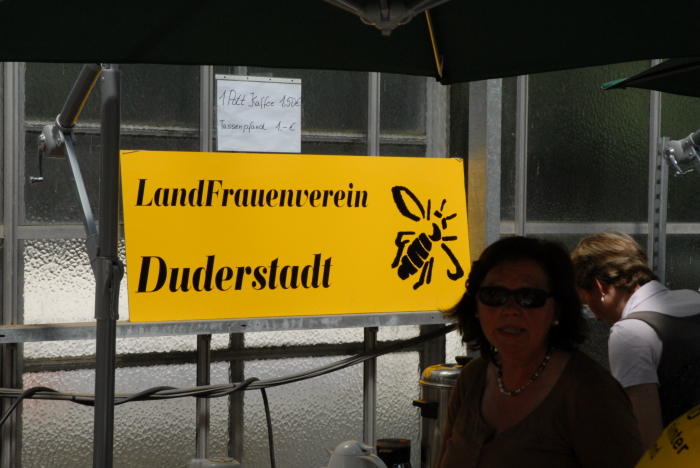 1 Pott Kaffee 1.50€
Tassenpfand 1.- €
LandFrauenverein
Duderstadt